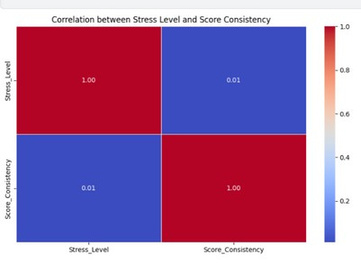 Correlation between Stress Level and Score Consistency
Stress_Level
1.00
0.01
Score_Consistency
0.01
1.00
Stress_Level
Score_Consistency
1.0
0.8
0.6
0.4
0.2